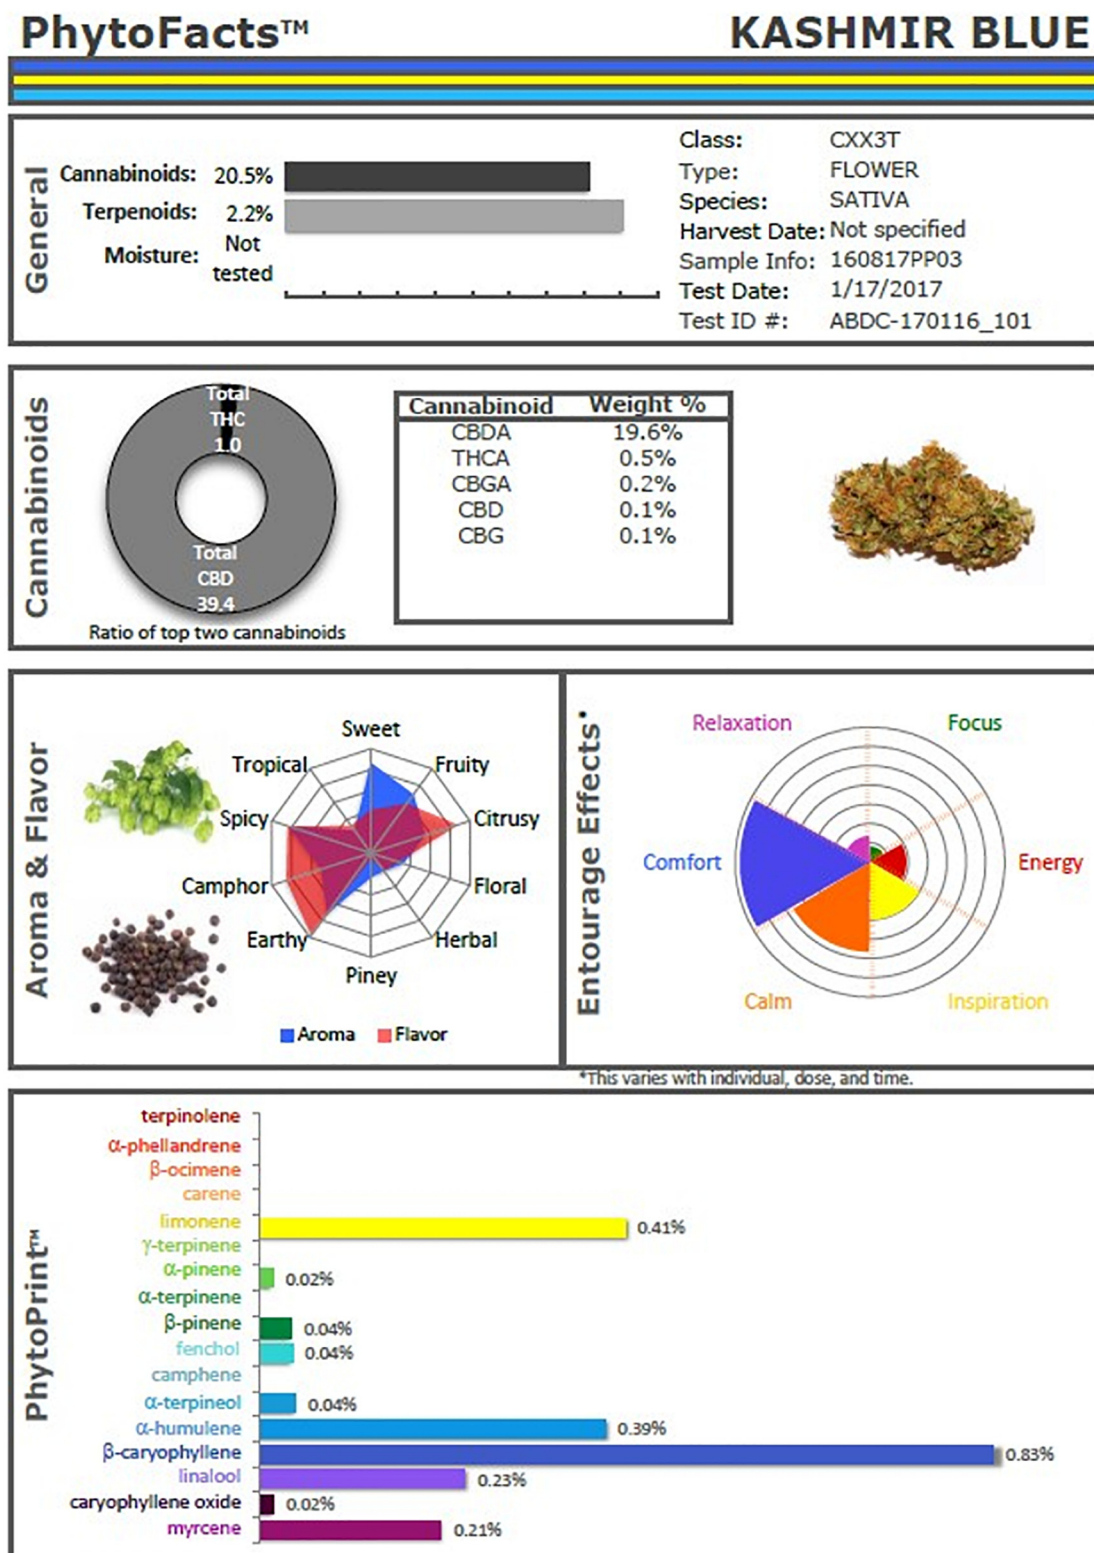 PhytoFacts™ KASHMIR BLUE
General
Cannabinoids: 20.5%
Terpenoids: 2.2%
Moisture: Not tested
Class: CXX3T
Type: FLOWER
Species: SATIVA
Harvest Date: Not specified
Sample Info: 160817PP03
Test Date: 1/17/2017
Test ID #: ABDC-170116_101
Cannabinoids
Total
THC
1.0
Total
CBD
39.4
Ratio of top two cannabinoids
Cannabinoid Weight %
CBDA 19.6%
THCA 0.5%
CBGA 0.2%
CBD 0.1%
CBG 0.1%
Aroma & Flavor
Sweet
Tropical Fruity
Spicy Citrusy
Camphor Floral
Earthy Herbal
Piney
Aroma Flavor
Entourage Effects*
Relaxation Focus
Comfort Energy
Calm Inspiration
*This varies with individual, dose, and time.
PhytoPrint™
terpinolene
α-phellandrene
β-ocimene
carene
limonene 0.41%
γ-terpinene
α-pinene 0.02%
α-terpinene
β-pinene 0.04%
fenchol 0.04%
camphene
α-terpineol 0.04%
α-humulene 0.39%
β-caryophyllene 0.83%
linalool 0.23%
caryophyllene oxide 0.02%
myrcene 0.21%